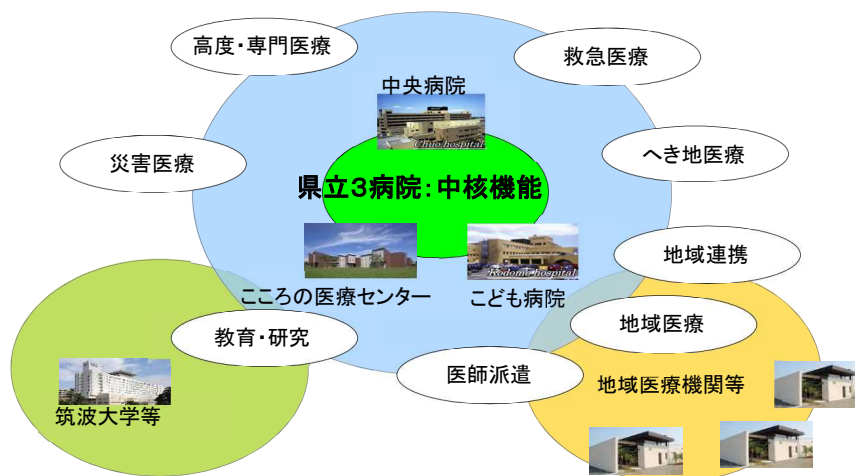 高度・専門医療
救急医療
中央病院
Chuo hospital
災害医療
へき地医療
県立3病院:中核機能
地域連携
Kodomo hospital
こころの医療センター
こども病院
教育・研究
地域医療
医師派遣
地域医療機関等
筑波大学等